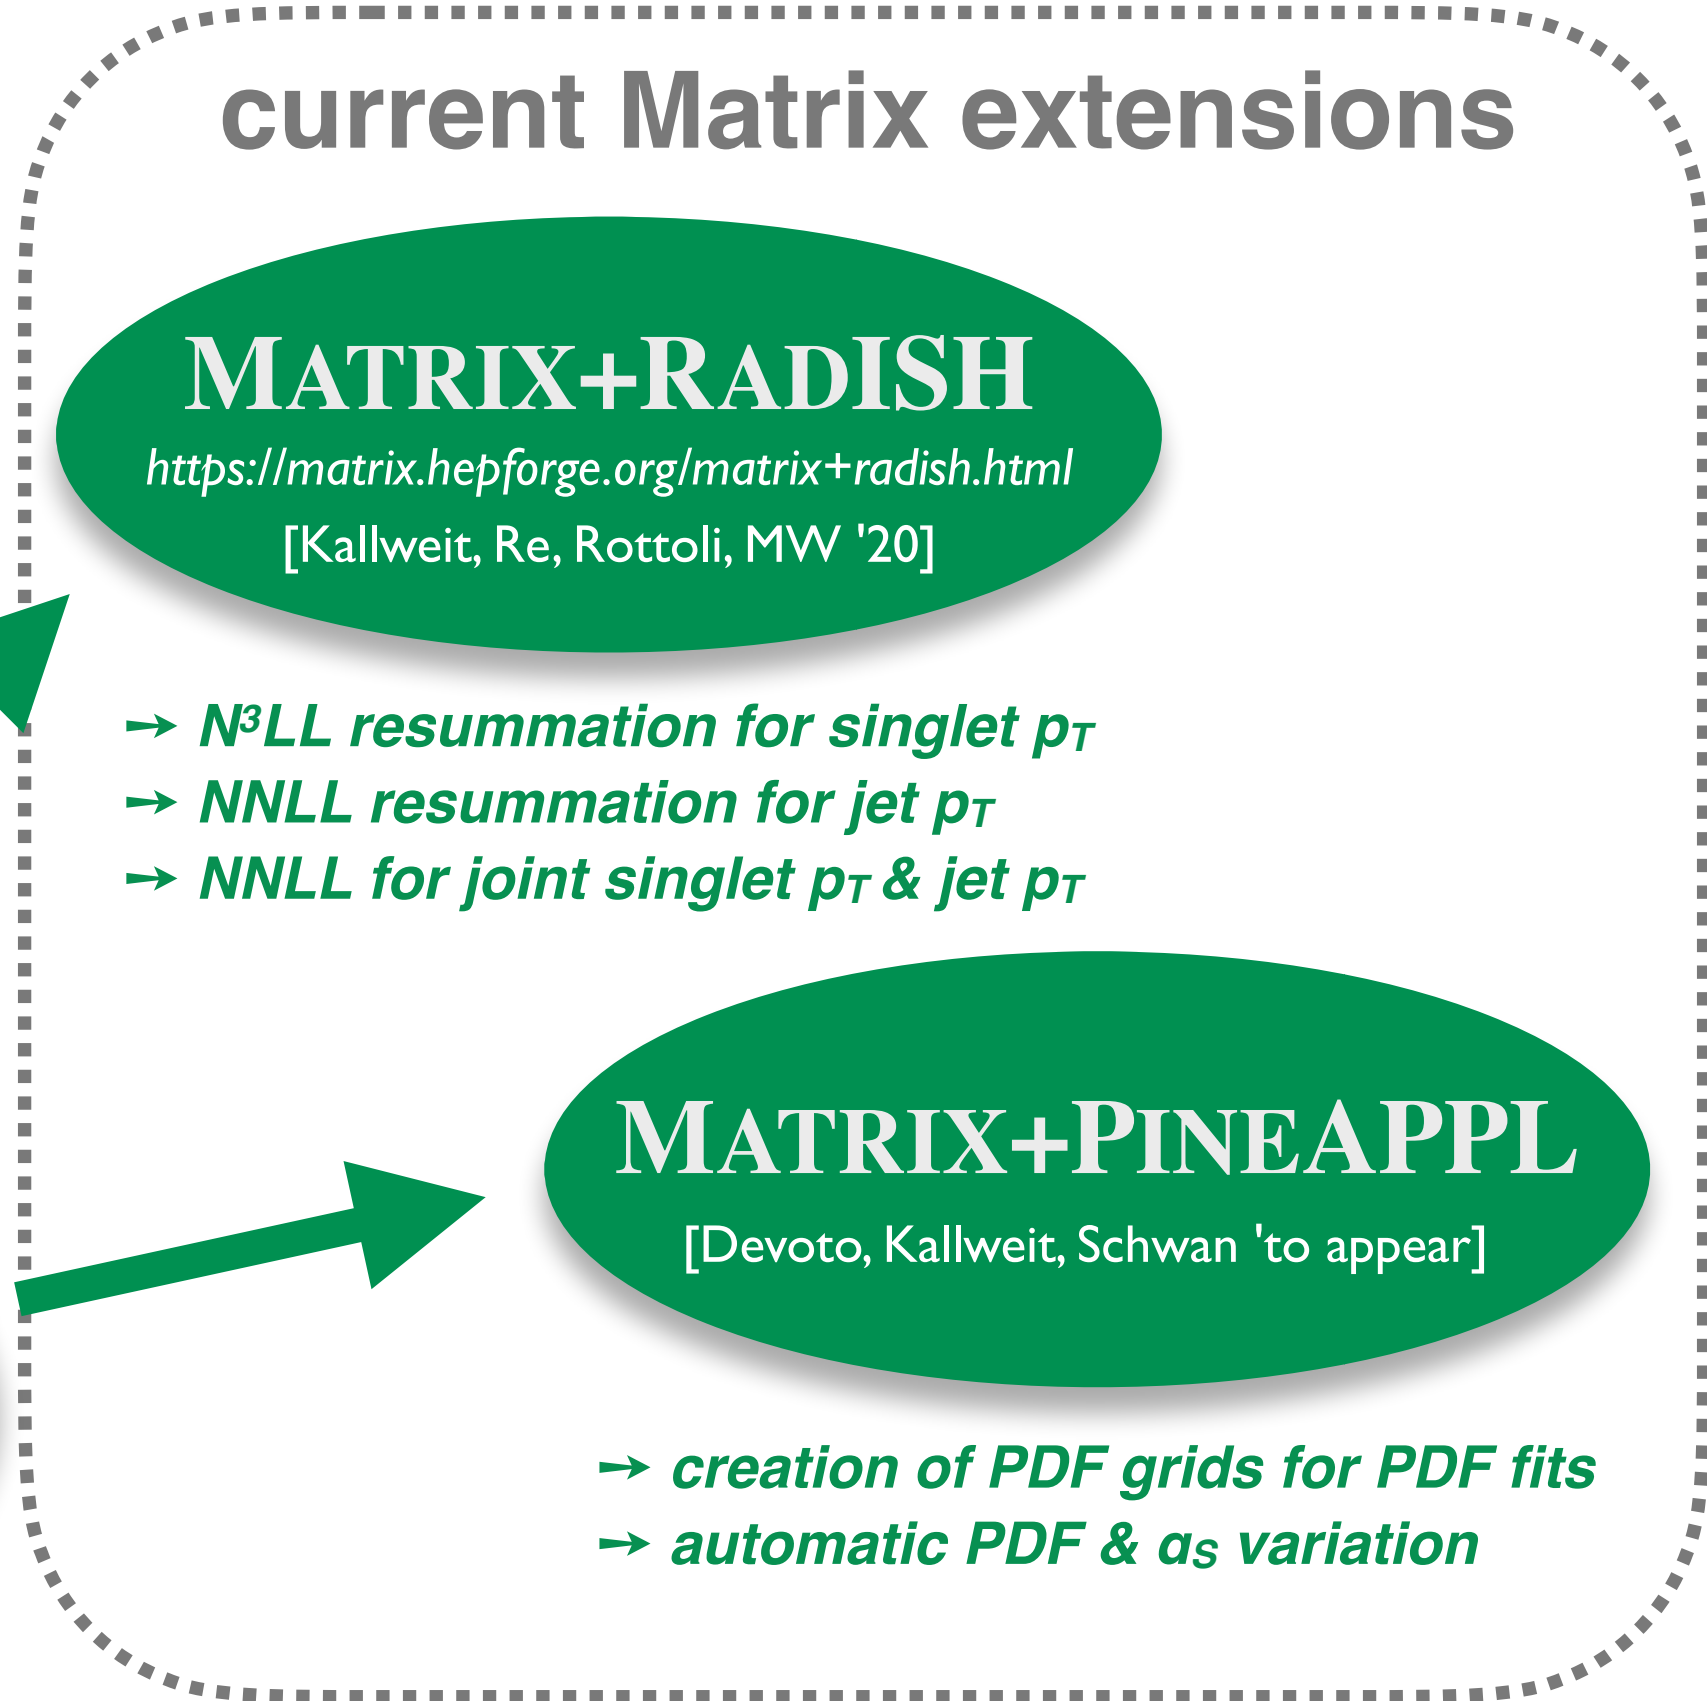 current Matrix extensions
MATRIX+RADISH
https://matrix.hepforge.org/matrix+radish.html
[Kallweit, Re, Rottoli, MW '20]
→ N³LL resummation for singlet pT
→ NNLL resummation for jet pT
→ NNLL for joint singlet pT & jet pT
MATRIX+PINEAPPL
[Devoto, Kallweit, Schwan 'to appear]
→ creation of PDF grids for PDF fits
→ automatic PDF & αS variation